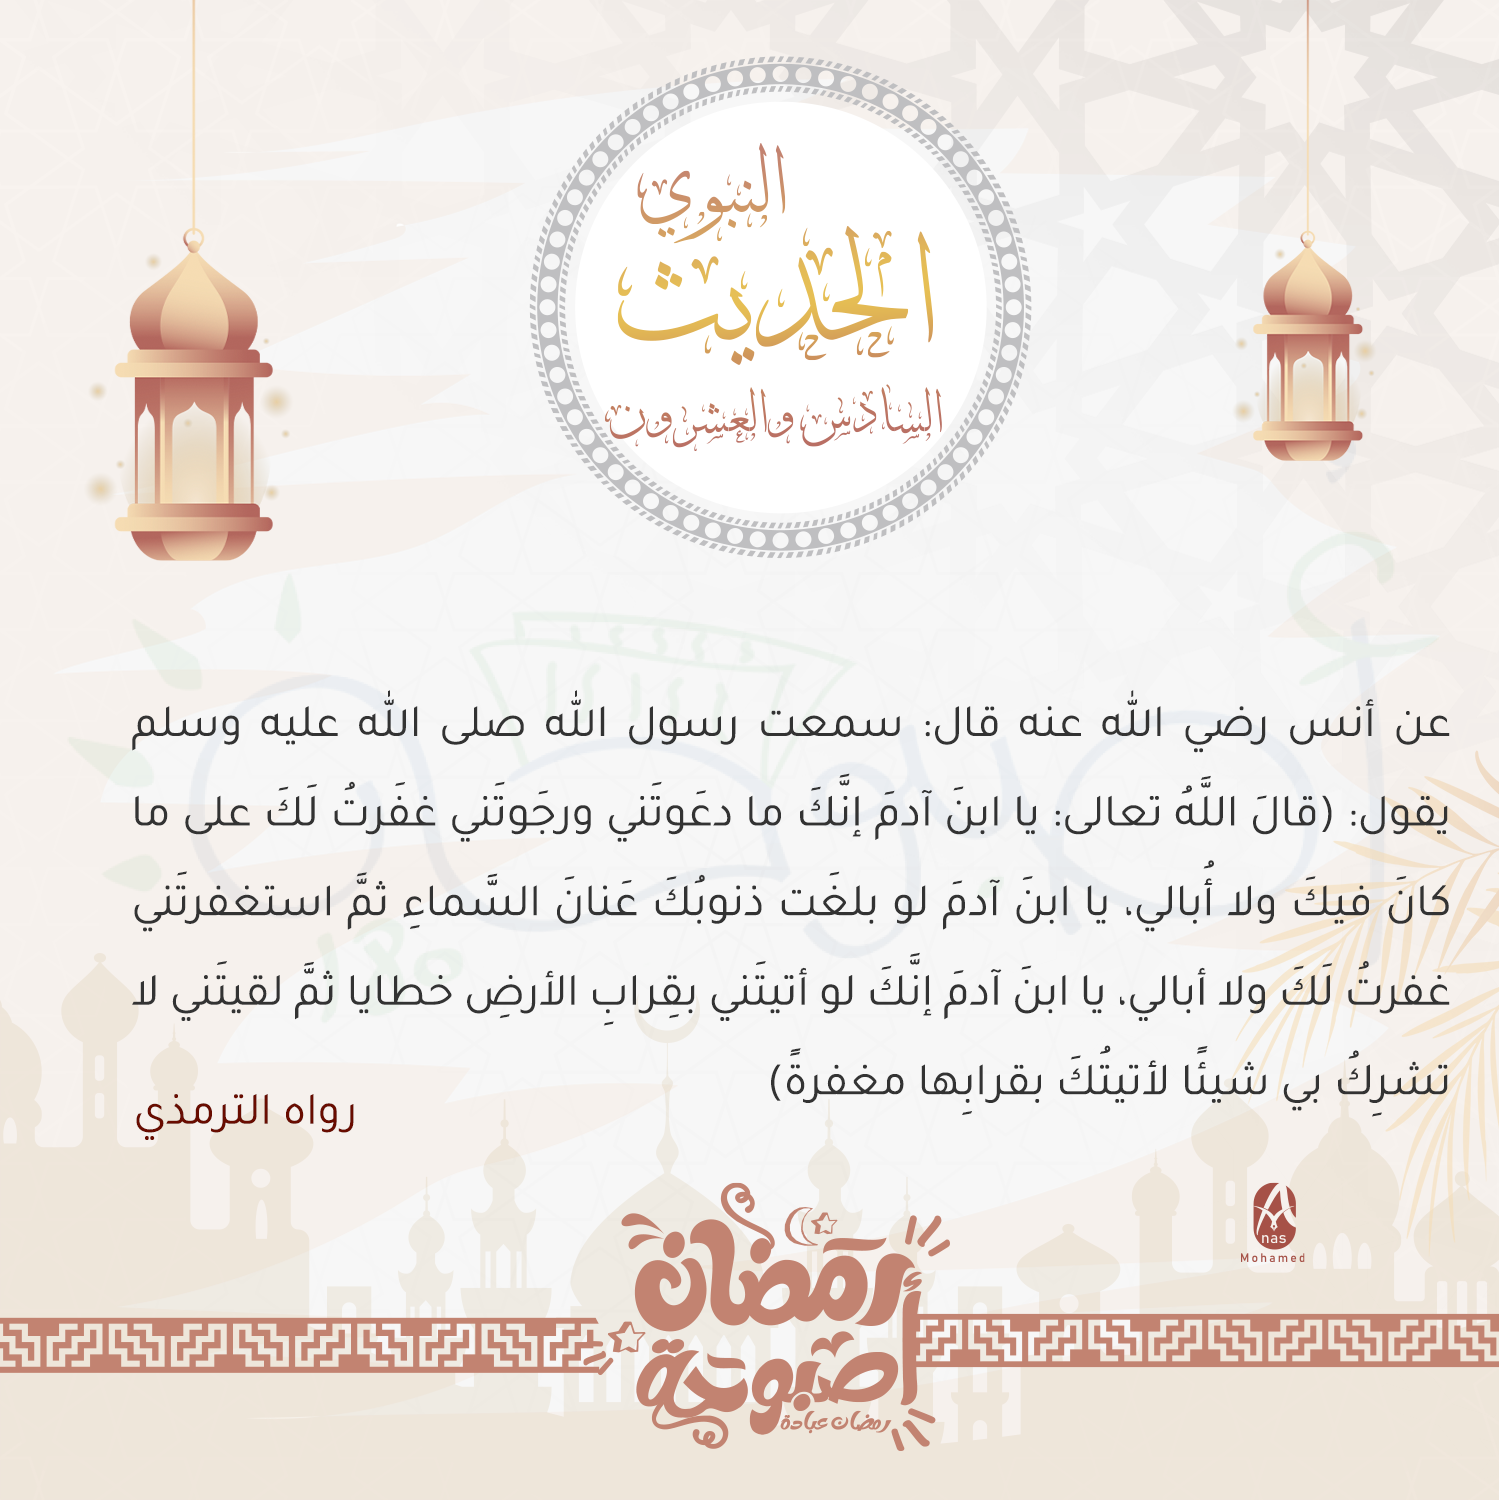 النبوي
الحديث
السادس والعشرون
عن أنس رضي الله عنه قال: سمعت رسول الله صلى الله عليه وسلم
يقول: (قالَ اللَّهُ تعالى: يا ابنَ آدمَ إنَّكَ ما دعَوتَني ورجَوتَني غفَرتُ لَكَ على ما
كانَ فيكَ ولا أُبالي، يا ابنَ آدمَ لو بلغَت ذنوبُكَ عَنانَ السَّماءِ ثمَّ استغفرتَني
غفرتُ لَكَ ولا أبالي، يا ابنَ آدمَ إنَّكَ لو أتيتَني بقِرابِ الأرضِ خطايا ثمَّ لقيتَني لا
تشرِكُ بي شيئًا لأتيتُكَ بقرابِها مغفرةً)
رواه الترمذي
nas
Mohamed
رمضان
أصبوحة
رمضان عبادة